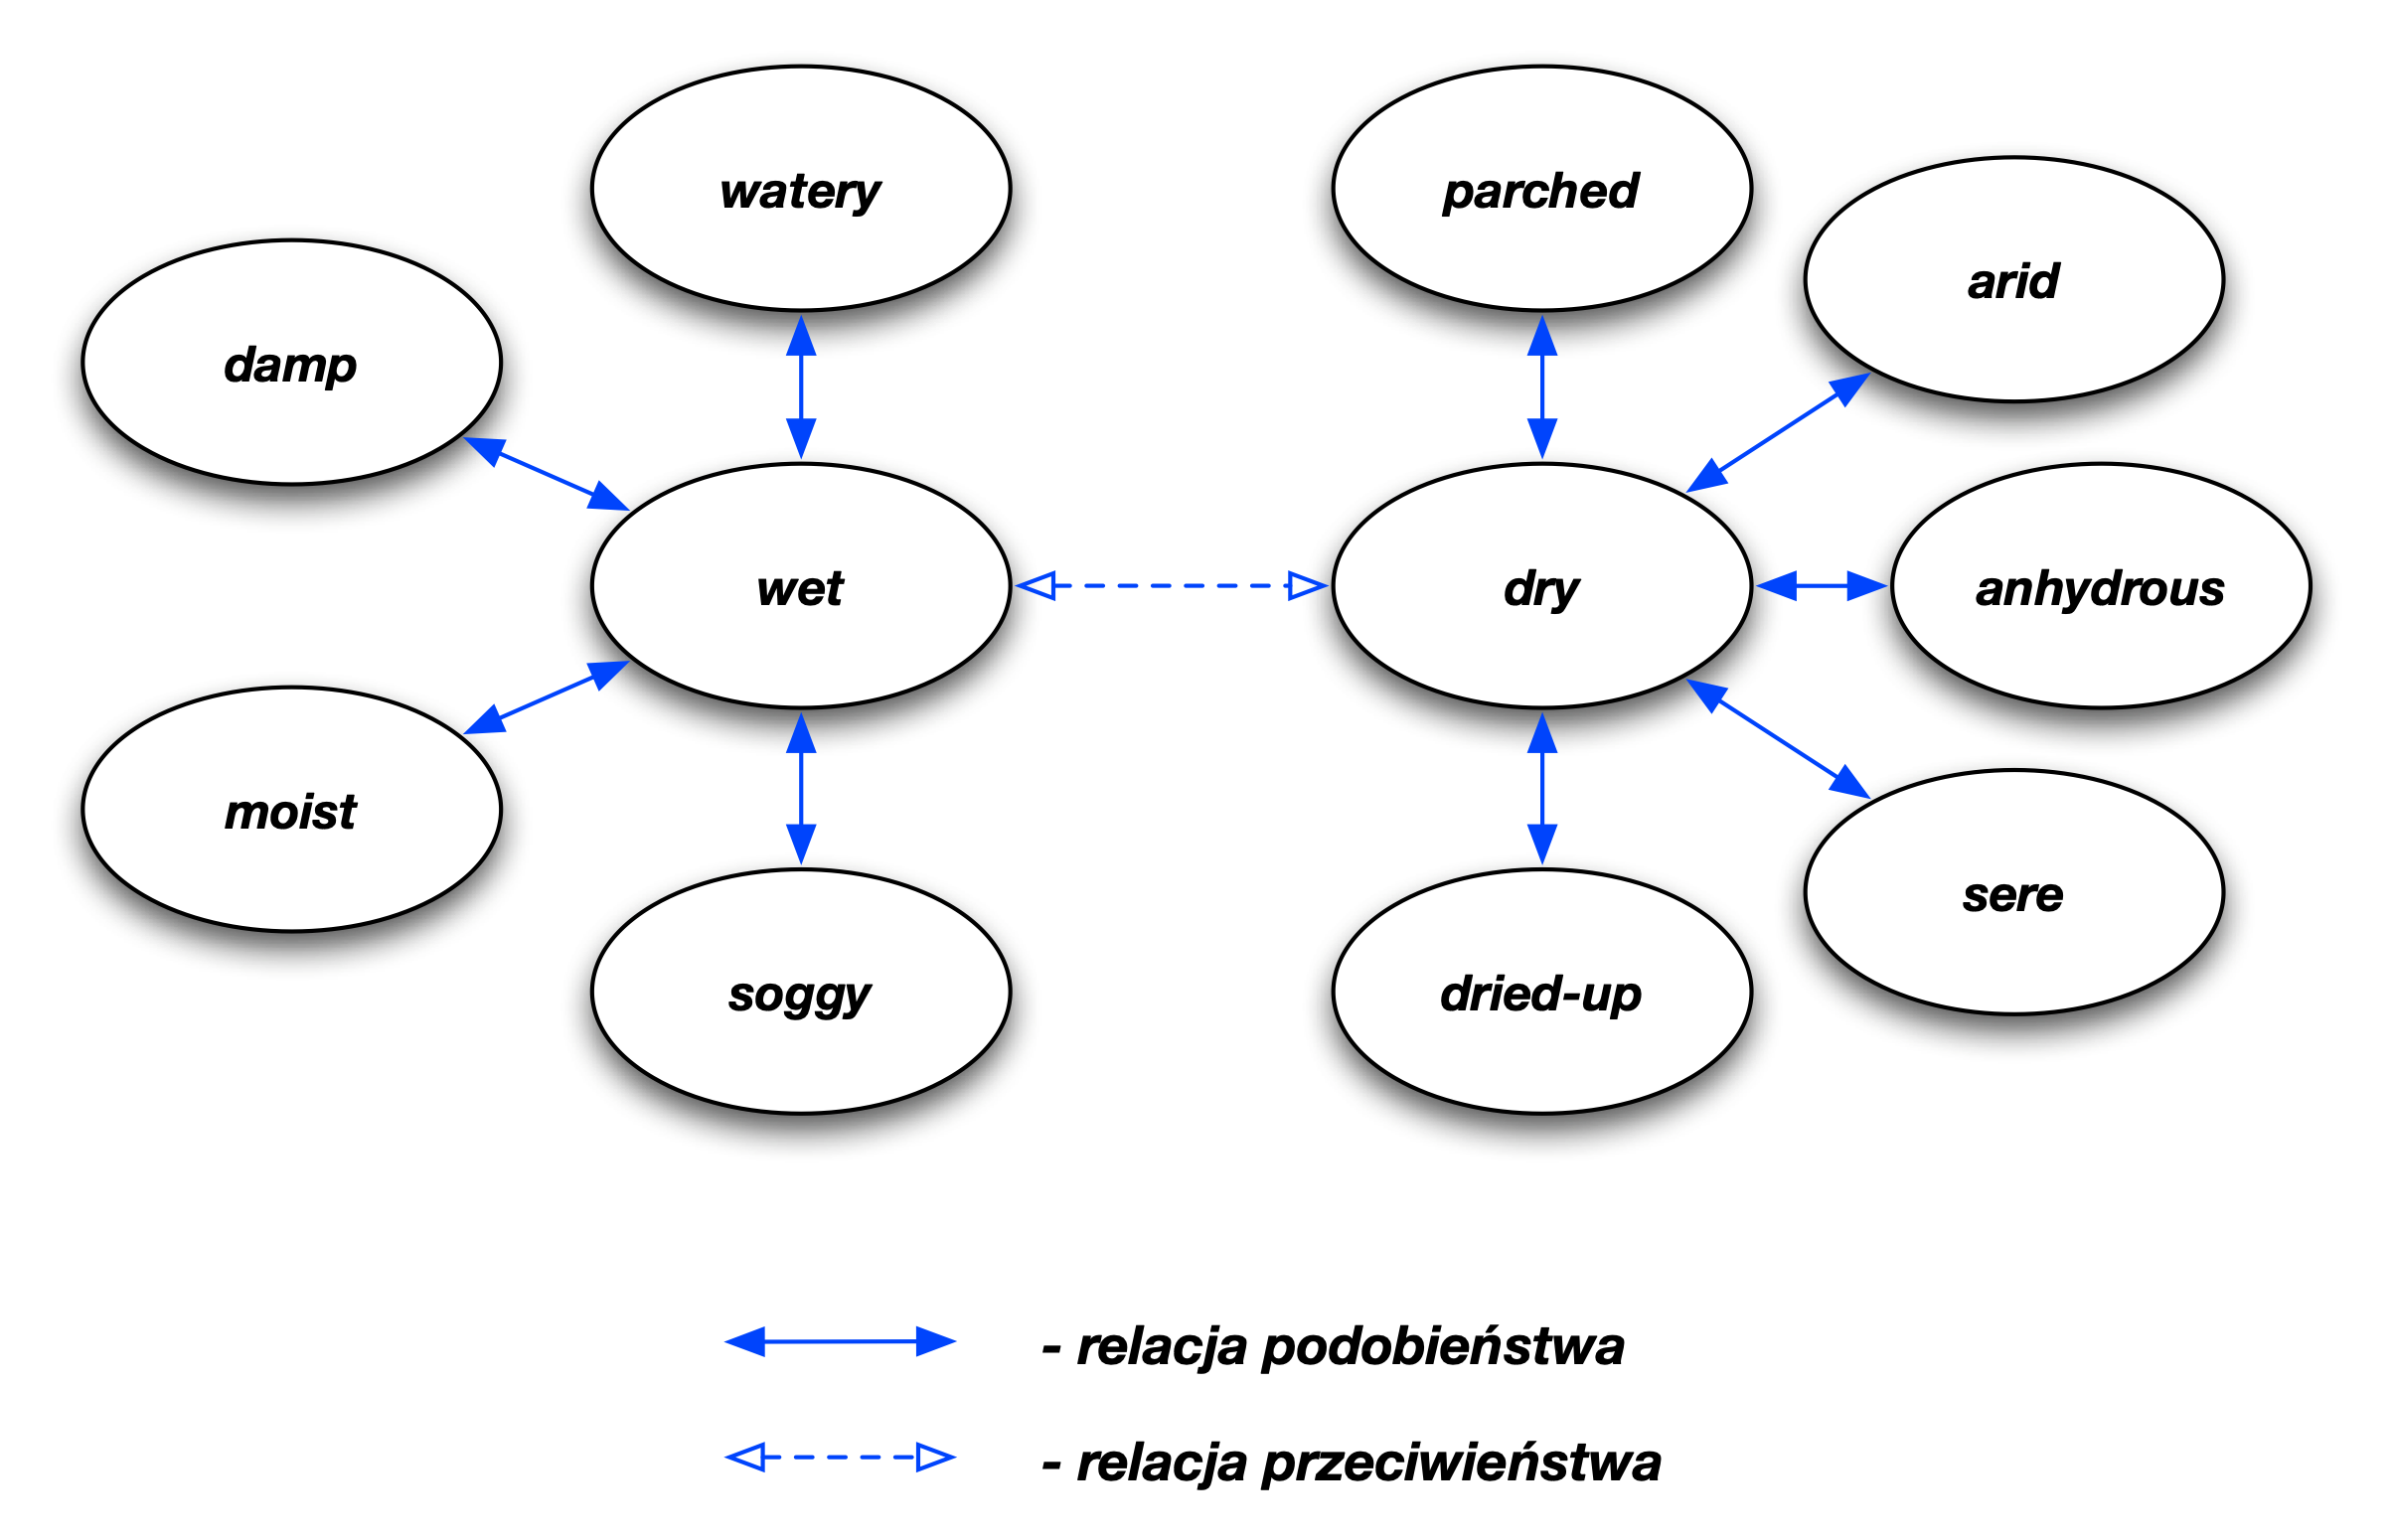 watery
parched
arid
damp
wet
dry
anhydrous
moist
sere
soggy
dried-up
- relacja podobieństwa
- relacja przeciwieństwa